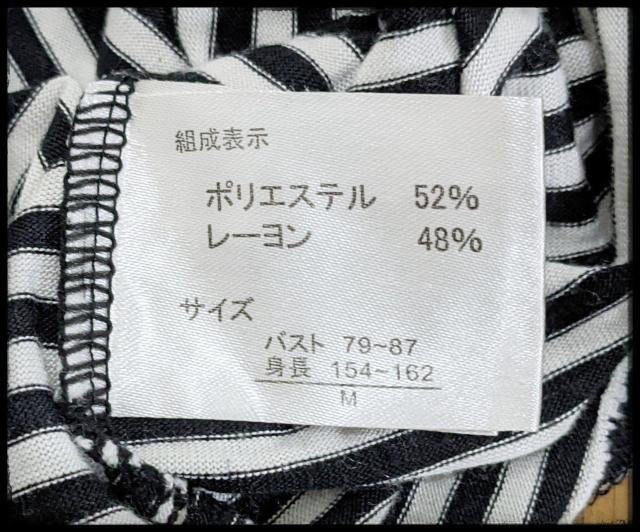 組成表示
ポリエステル 52%
レーヨン 48%
サイズ
バスト 79~87
身長 154~162
M